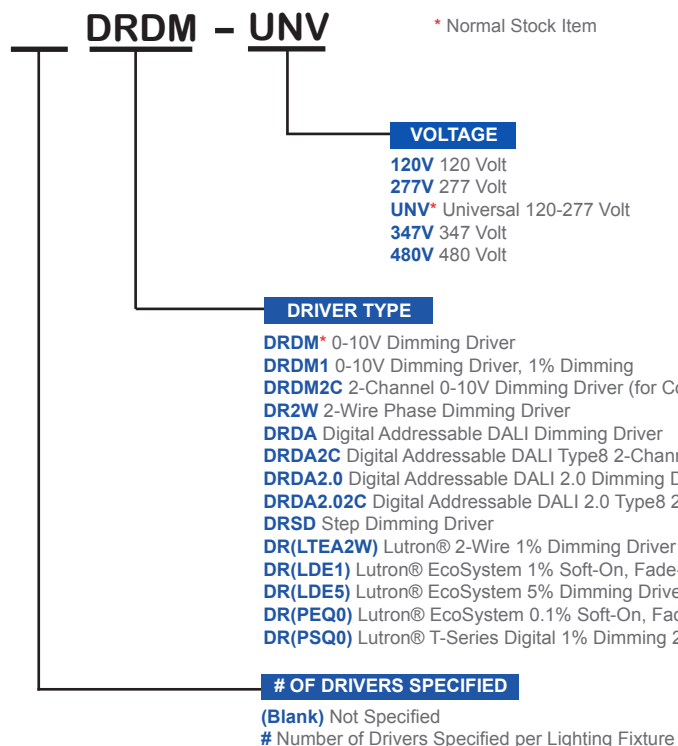 DRDM – UNV
* Normal Stock Item
VOLTAGE
120V 120 Volt
277V 277 Volt
UNV* Universal 120-277 Volt
347V 347 Volt
480V 480 Volt
DRIVER TYPE
DRDM* 0-10V Dimming Driver
DRDM1 0-10V Dimming Driver, 1% Dimming
DRDM2C 2-Channel 0-10V Dimming Driver (for
DR2W 2-Wire Phase Dimming Driver
DRDA Digital Addressable DALI Dimming Driver
DRDA2C Digital Addressable DALI Type8
DRDA2.0 Digital Addressable DALI 2.0 Dimming
DRDA2.02C Digital Addressable DALI 2.0 Type8
DRSD Step Dimming Driver
DR(LTEA2W) Lutron® 2-Wire 1% Dimming Driver
DR(LDE1) Lutron® EcoSystem 1% Soft-On,
DR(LDE5) Lutron® EcoSystem 5% Dimming
DR(PEQ0) Lutron® EcoSystem 0.1% Soft-On,
DR(PSQ0) Lutron® T-Series Digital 1% Dimming
# OF DRIVERS SPECIFIED
(Blank) Not Specified
# Number of Drivers Specified per Lighting Fixture